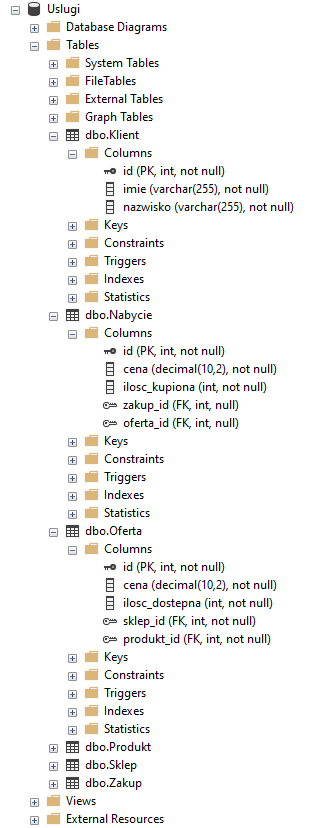 Uslugi
Database Diagrams
Tables
System Tables
FileTables
External Tables
Graph Tables
dbo.Klient
Columns
id (PK, int, not null)
imie (varchar(255), not null)
nazwisko (varchar(255), not null)
Keys
Constraints
Triggers
Indexes
Statistics
dbo.Nabycie
Columns
id (PK, int, not null)
cena (decimal(10,2), not null)
ilosc_kupiona (int, not null)
zakup_id (FK, int, null)
oferta_id (FK, int, null)
Keys
Constraints
Triggers
Indexes
Statistics
dbo.Oferta
Columns
id (PK, int, not null)
cena (decimal(10,2), not null)
ilosc_dostepna (int, not null)
sklep_id (FK, int, not null)
produkt_id (FK, int, not null)
Keys
Constraints
Triggers
Indexes
Statistics
dbo.Produkt
dbo.Sklep
dbo.Zakup
Views
External Resources